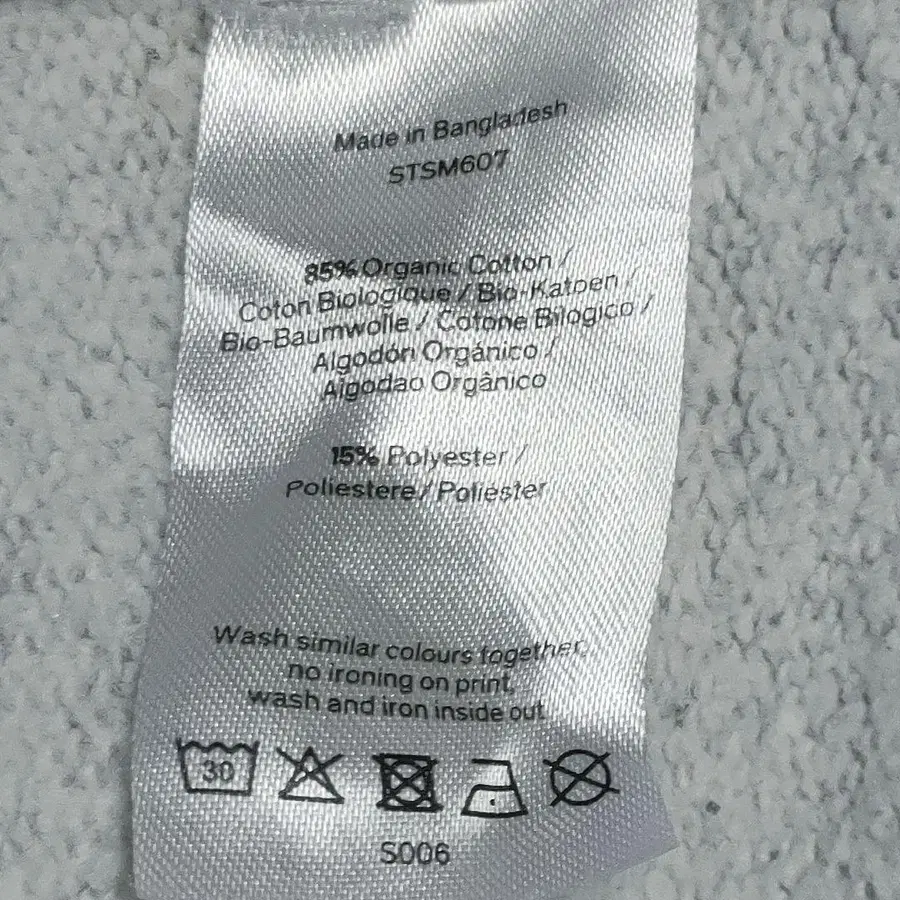 Made in Bangladesh
STSM607
85% Organic Cotton /
Coton Biologique / Bio-Katoen /
Bio-Baumwolle / Cotone Bilogico /
Algodón Orgánico /
Algodao Orgânico
15% Polyester /
Poliestere / Poliester
Wash similar colours together,
no ironing on print,
wash and iron inside out
30
S006